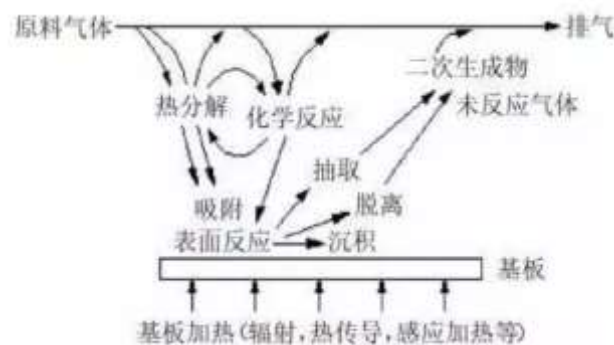 原料气体
排气
二次生成物
热分解
化学反应
未反应气体
抽取
吸附
脱离
表面反应
沉积
基板
基板加热(辐射,热传导,感应加热等)